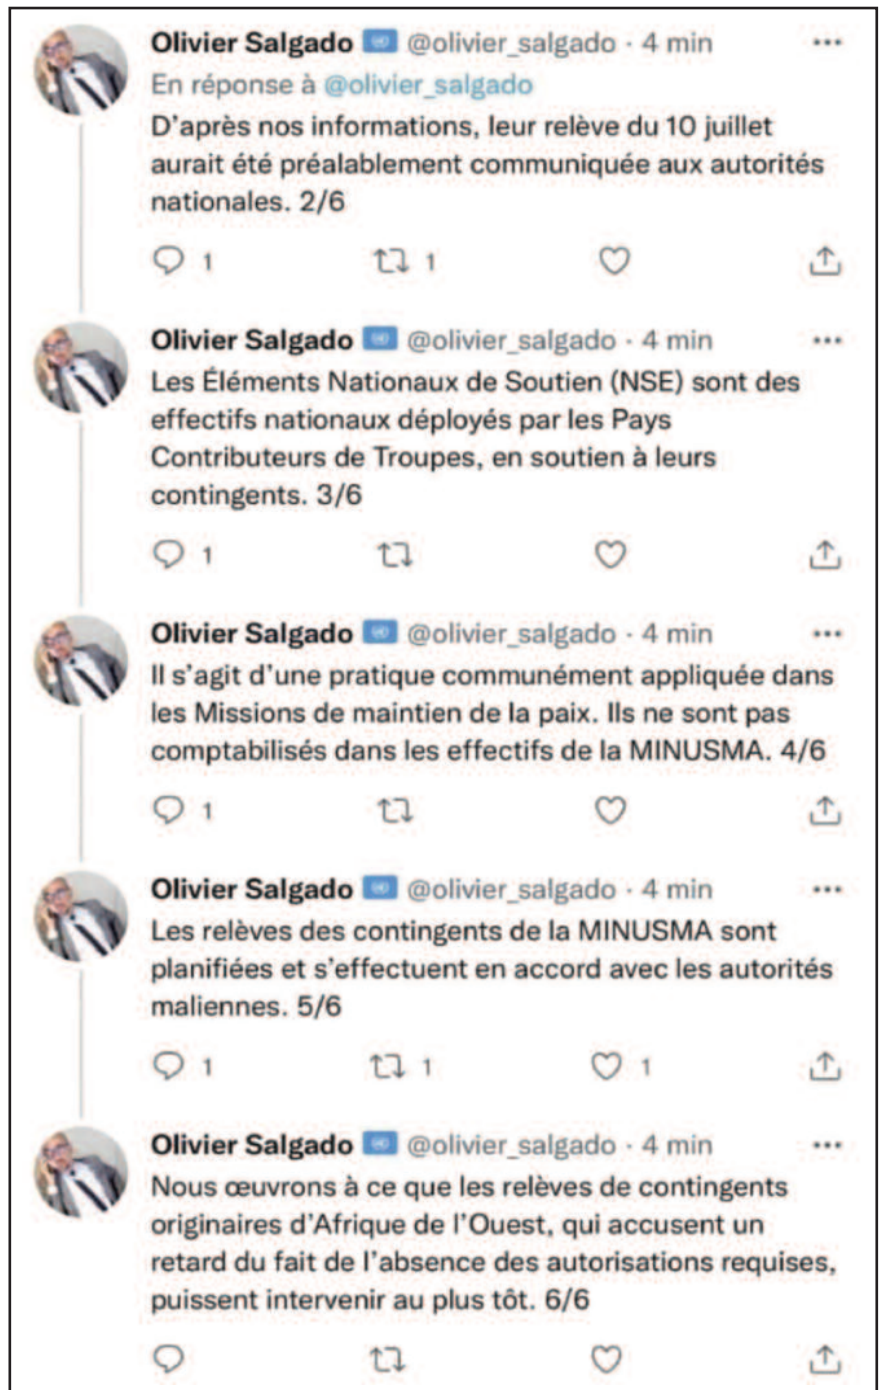 Olivier Salgado @olivier_salgado · 4 min
En réponse à @olivier_salgado
D'après nos informations, leur relève du 10 juillet
aurait été préalablement communiquée aux autorités
nationales. 2/6
1 1
Olivier Salgado @olivier_salgado · 4 min
Les Éléments Nationaux de Soutien (NSE) sont des
effectifs nationaux déployés par les Pays
Contributeurs de Troupes, en soutien à leurs
contingents. 3/6
1
Olivier Salgado @olivier_salgado · 4 min
Il s'agit d'une pratique communément appliquée dans
les Missions de maintien de la paix. Ils ne sont pas
comptabilisés dans les effectifs de la MINUSMA. 4/6
1
Olivier Salgado @olivier_salgado · 4 min
Les relèves des contingents de la MINUSMA sont
planifiées et s'effectuent en accord avec les autorités
maliennes. 5/6
1 1 1
Olivier Salgado @olivier_salgado · 4 min
Nous œuvrons à ce que les relèves de contingents
originaires d'Afrique de l'Ouest, qui accusent un
retard du fait de l'absence des autorisations requises,
puissent intervenir au plus tôt. 6/6